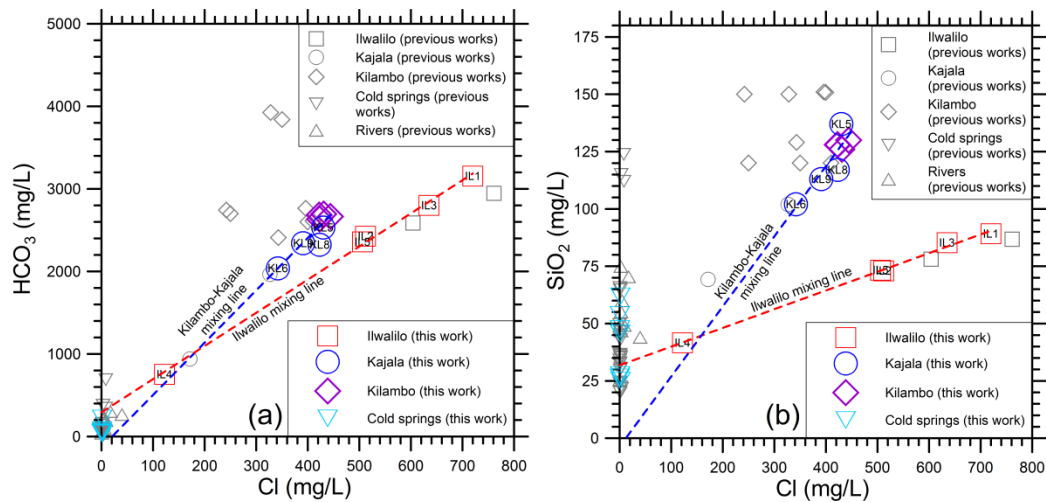 5000
4000
3000
2000
1000
0
HCO3 (mg/L)
0 100 200 300 400 500 600 700 800
Cl (mg/L)
Ilwalilo (previous works)
Kajala (previous works)
Kilambo (previous works)
Cold springs (previous
works)
Rivers (previous works)
IL1
IL3
IL2
IL5
KL8
KL6
IL4
Kilambo-Kajala
mixing line
Ilwalilo mixing line
Ilwalilo (this work)
Kajala (this work)
Kilambo (this work)
Cold springs (this work)
(a)
175
150
125
100
75
50
25
0
SiO2 (mg/L)
0 100 200 300 400 500 600 700 800
Cl (mg/L)
Ilwalilo
(previous works)
Kajala
(previous works)
Kilambo
(previous works)
Cold springs
(previous works)
Rivers
(previous works)
KL5
KL8
KL9
KL6
IL1
IL3
IL2
IL4
Kilambo-Kajala
mixing line
Ilwalilo mixing line
Ilwalilo (this work)
Kajala (this work)
Kilambo (this work)
Cold springs (this work)
(b)